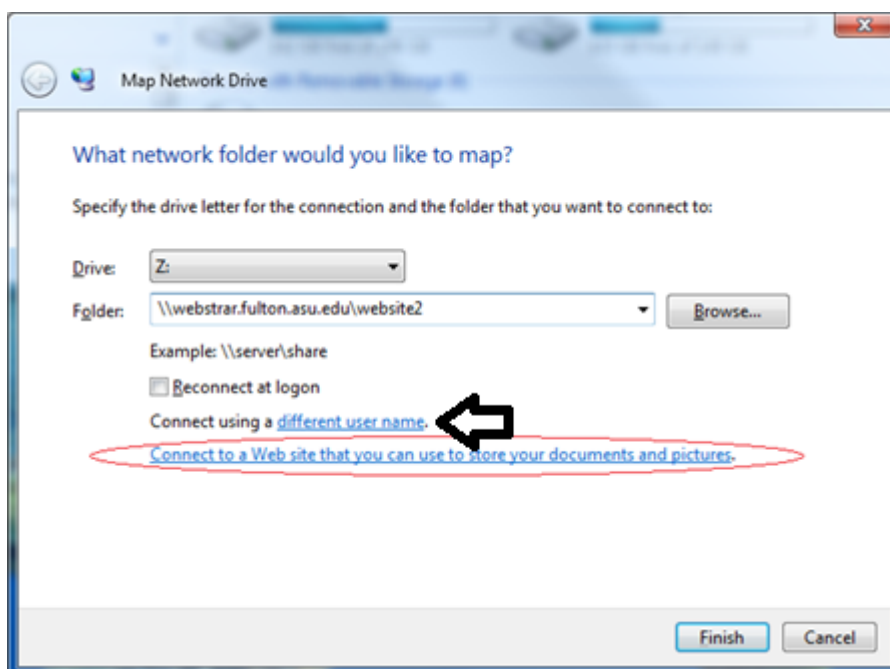 Map Network Drive
What network folder would you like to map?
Specify the drive letter for the connection and the folder that you want to connect to:
Drive: Z:
Folder: \\webstrar.fulton.asu.edu\website2 Browse...
Example: \\server\share
Reconnect at logon
Connect using a different user name.
Connect to a Web site that you can use to store your documents and pictures.
Finish Cancel